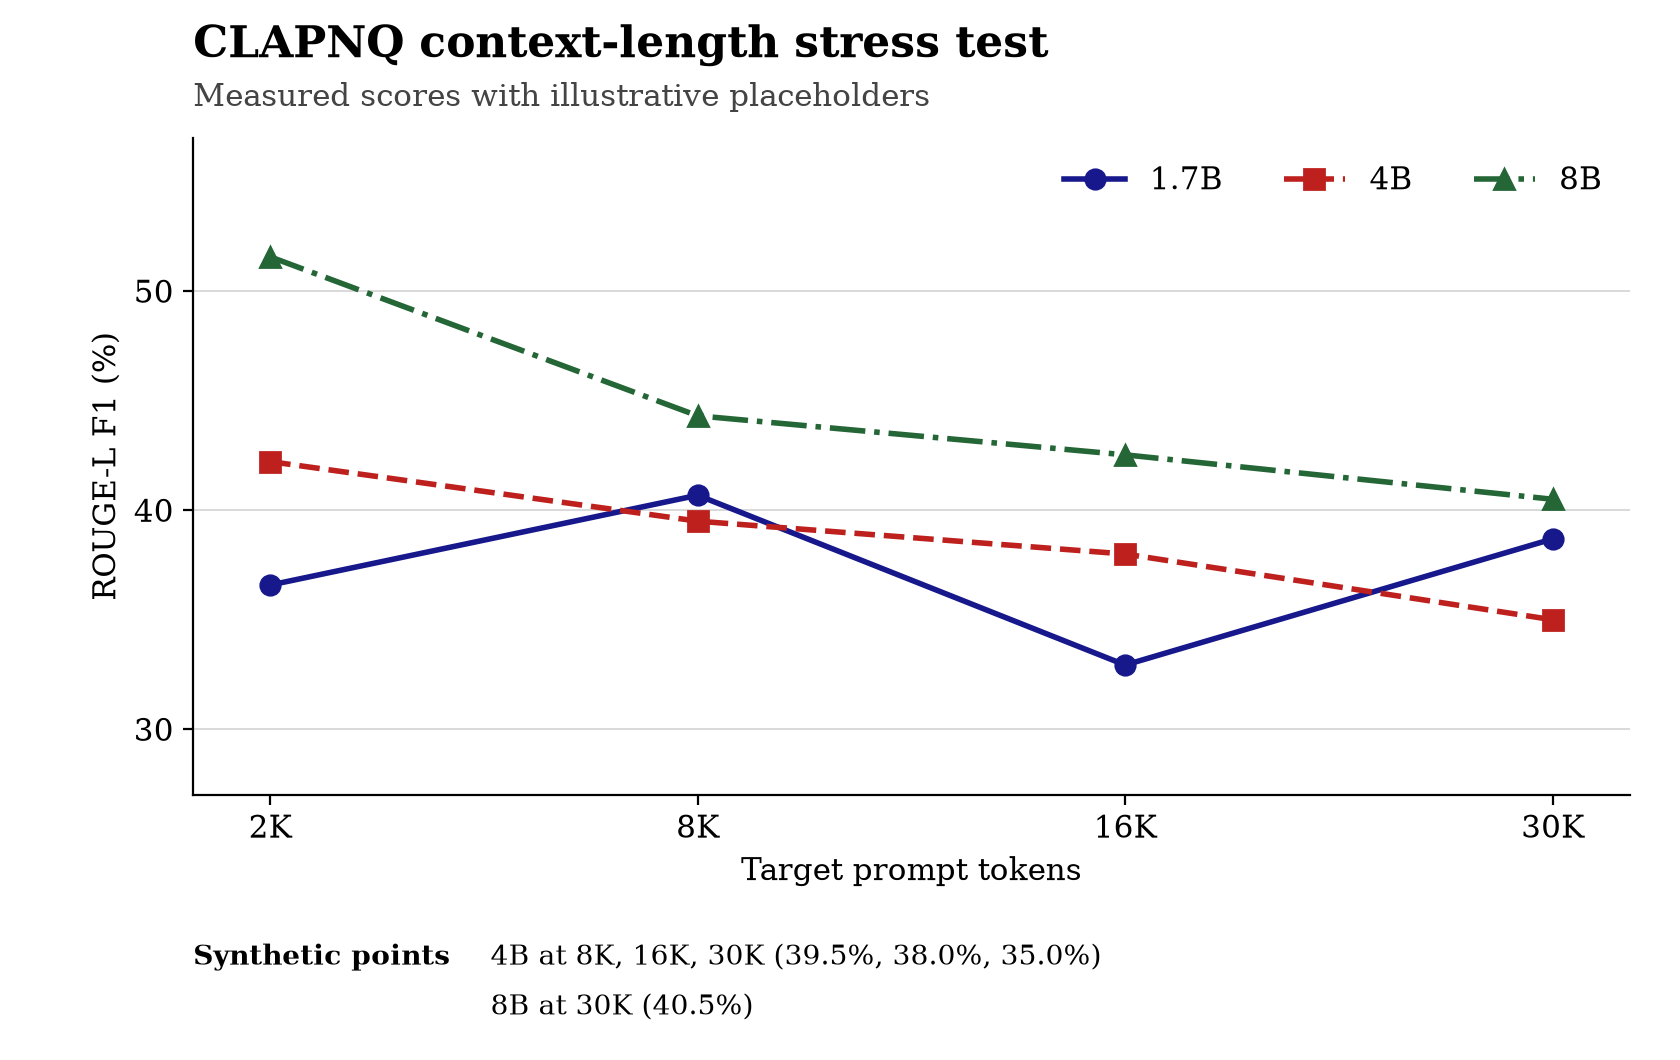 CLAPNQ context-length stress test
Measured scores with illustrative placeholders
1.7B 4B 8B
50
40
30
ROUGE-L F1 (%)
2K 8K 16K 30K
Target prompt tokens
Synthetic points 4B at 8K, 16K, 30K (39.5%, 38.0%, 35.0%)
8B at 30K (40.5%)